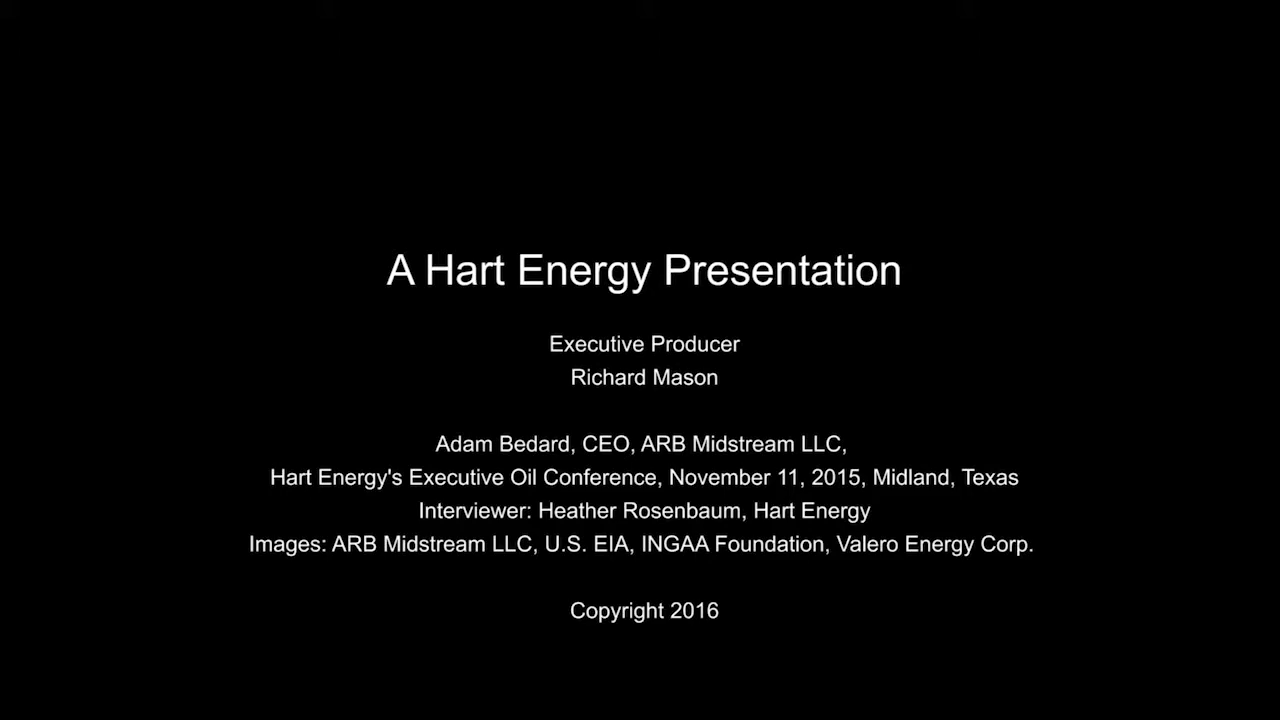 A Hart Energy Presentation
Executive Producer
Richard Mason
Adam Bedard, CEO, ARB Midstream LLC,
Hart Energy's Executive Oil Conference, November 11, 2015, Midland, Texas
Interviewer: Heather Rosenbaum, Hart Energy
Images: ARB Midstream LLC, U.S. EIA, INGAA Foundation, Valero Energy Corp.
Copyright 2016